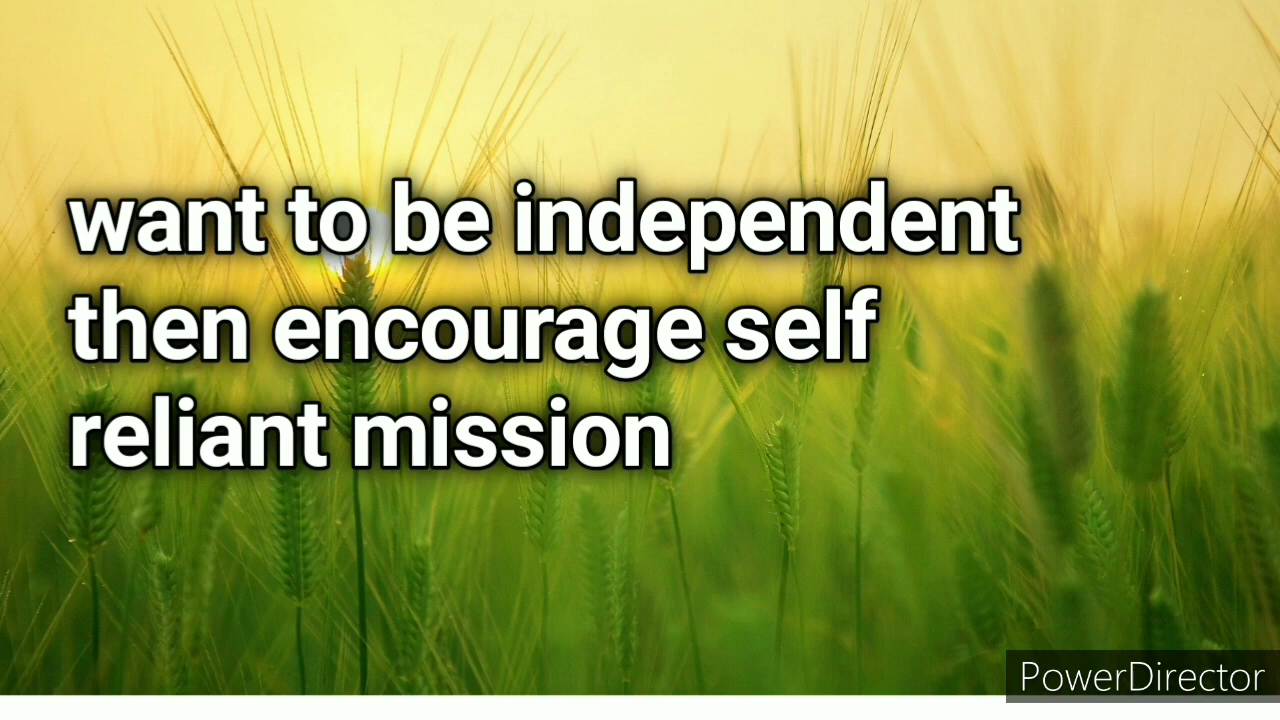 want to be independent
then encourage self
reliant mission
PowerDirector